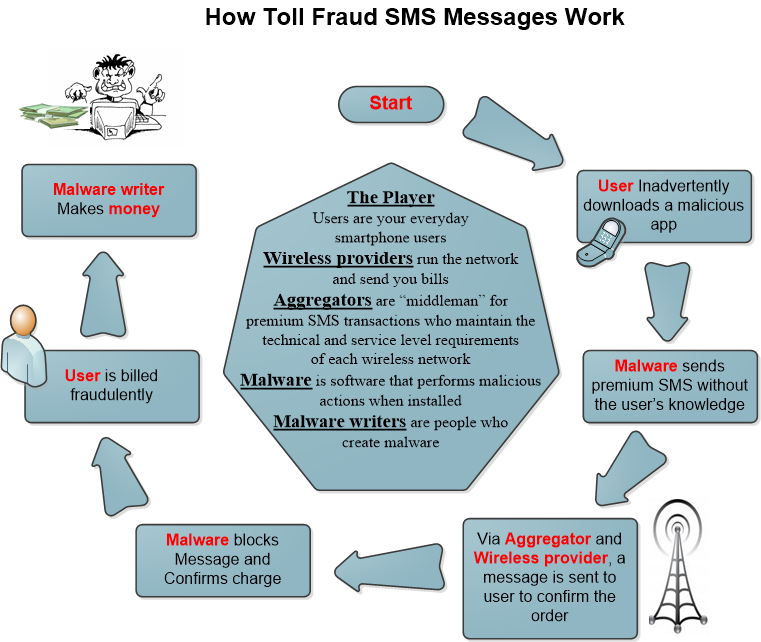 How Toll Fraud SMS Messages Work
Start
User Inadvertently
downloads a malicious
app
Malware sends
premium SMS without
the user's knowledge
Via Aggregator and
Wireless provider, a
message is sent to
user to confirm the
order
Malware blocks
Message and
Confirms charge
User is billed
fraudulently
Malware writer
Makes money
The Player
Users are your everyday
smartphone users
Wireless providers run the network
and send you bills
Aggregators are “middleman” for
premium SMS transactions who maintain the
technical and service level requirements
of each wireless network
Malware is software that performs malicious
actions when installed
Malware writers are people who
create malware